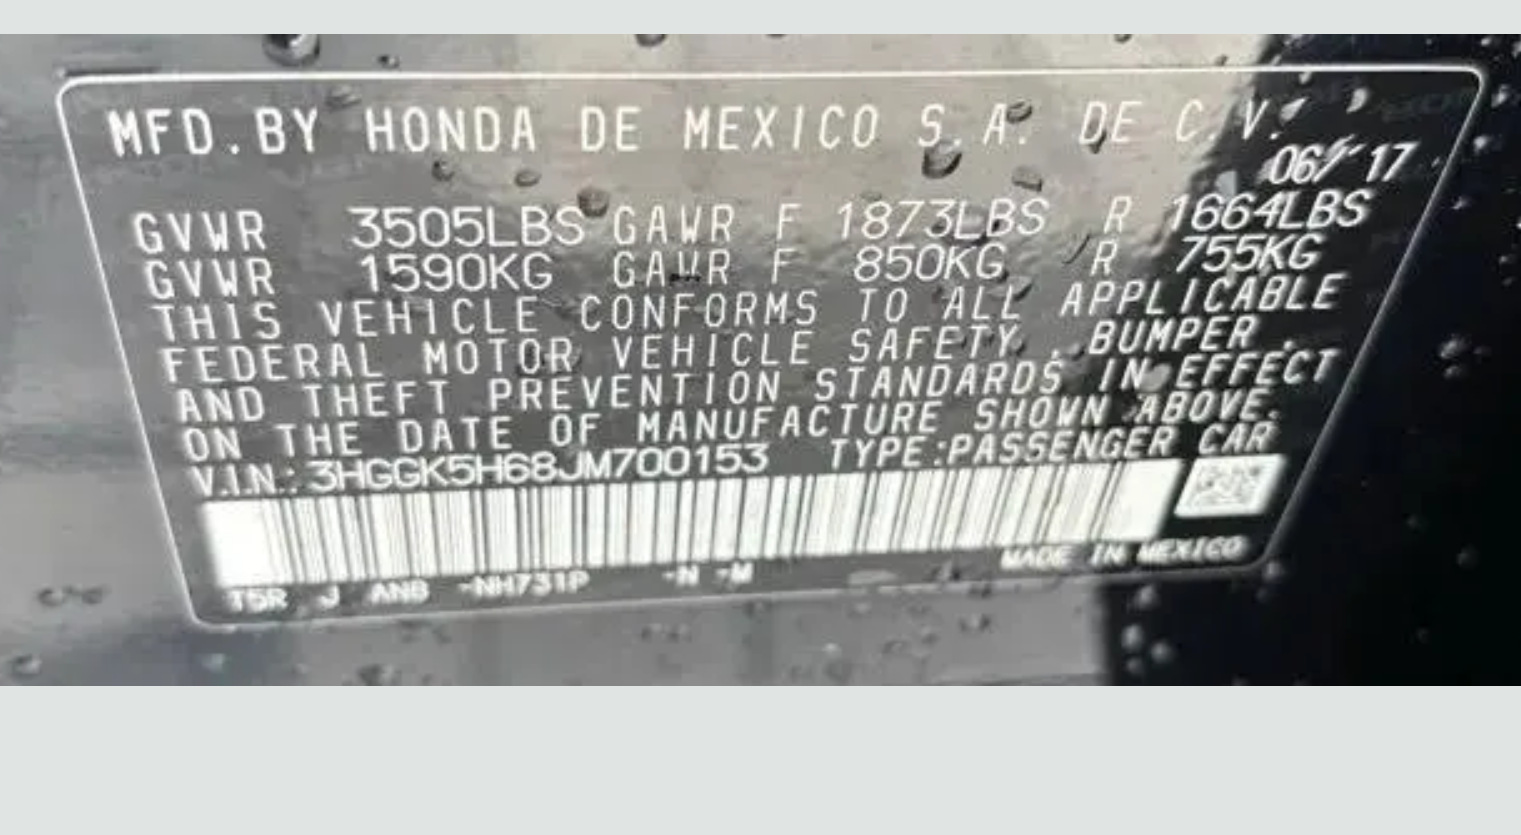 MFD.BY HONDA DE MEXICO S.A. DE C.V.
06/'17
GVWR 3505LBS GAWR F 1873LBS R 1664LBS
GVWR 1590KG GAWR F 850KG R 755KG
THIS VEHICLE CONFORMS TO ALL APPLICABLE
FEDERAL MOTOR VEHICLE SAFETY, BUMPER,
AND THEFT PREVENTION STANDARDS IN EFFECT
ON THE DATE OF MANUFACTURE SHOWN ABOVE.
V.I.N.: 3HGGK5H68JM700153 TYPE:PASSENGER CAR
MADE IN MEXICO
T5R J ANB -NH731P -N -M